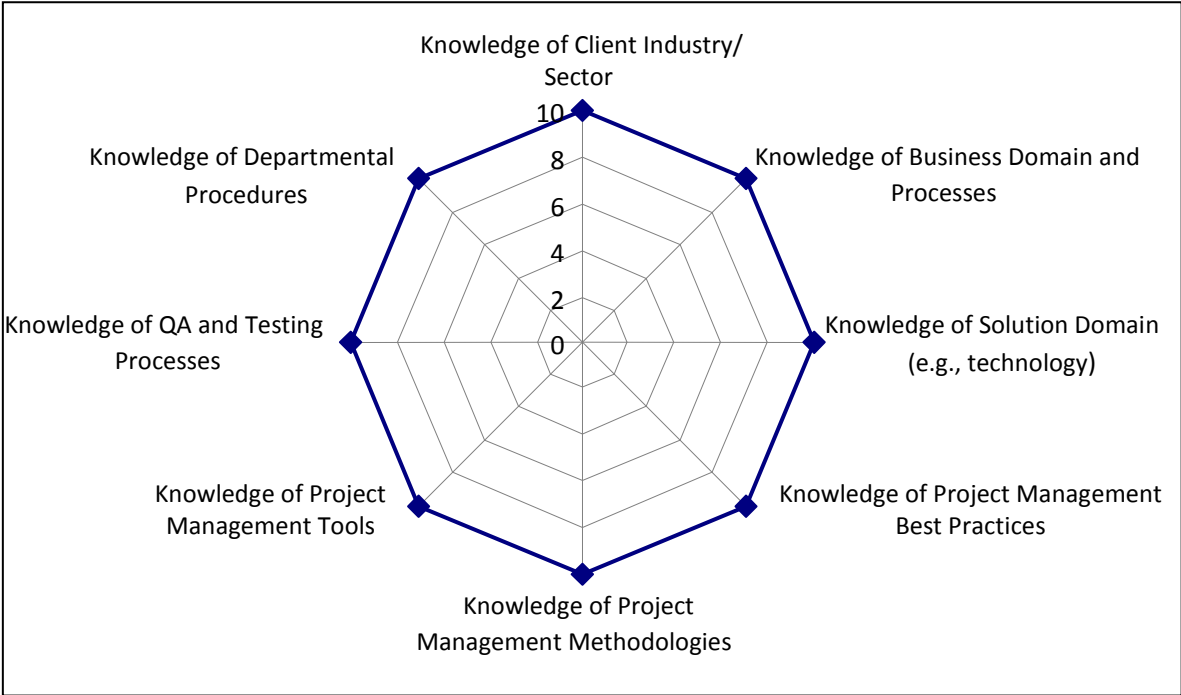 Knowledge of Client Industry/
Sector
10
8
6
4
2
0
Knowledge of Business Domain and
Processes
Knowledge of Solution Domain
(e.g., technology)
Knowledge of Project Management
Best Practices
Knowledge of Project
Management Methodologies
Knowledge of Project
Management Tools
Knowledge of QA and Testing
Processes
Knowledge of Departmental
Procedures